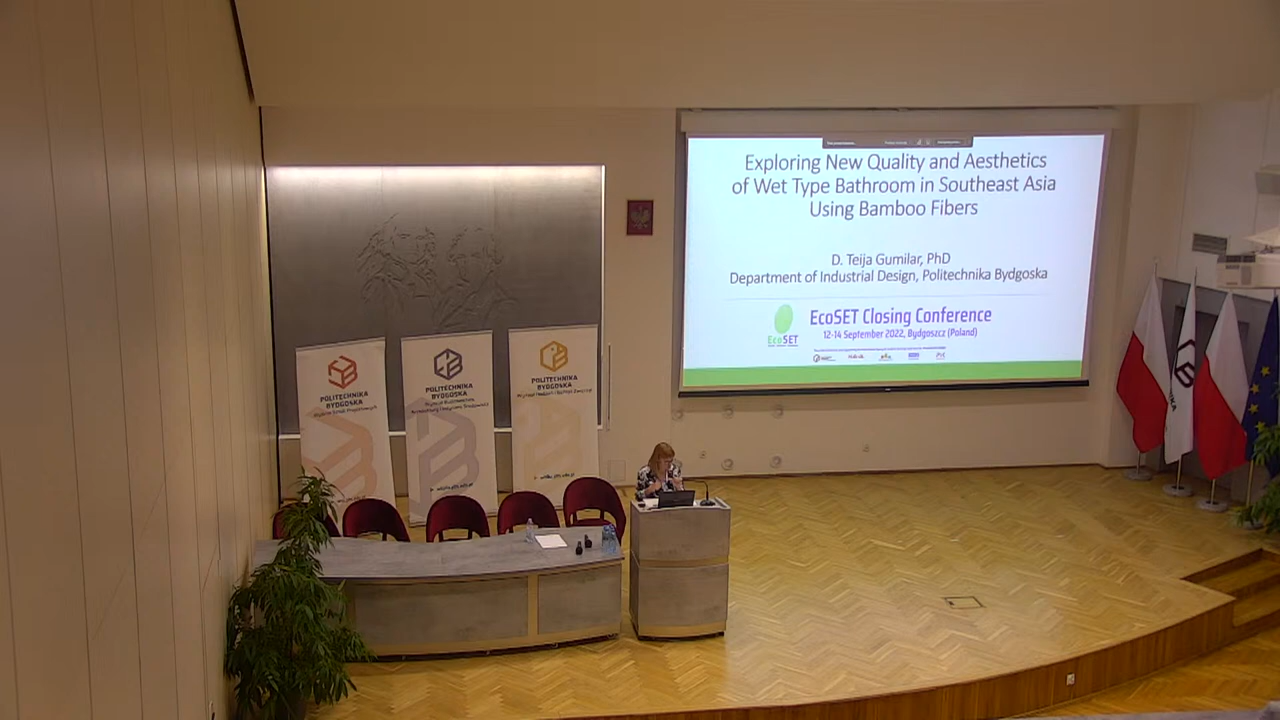 Exploring New Quality and Aesthetics
of Wet Type Bathroom in Southeast Asia
Using Bamboo Fibers
D. Teija Gumilar, PhD
Department of Industrial Design, Politechnika Bydgoska
EcoSET
EcoSET Closing Conference
12-14 September 2022, Bydgoszcz (Poland)
POLITECHNIKA
BYDGOSKA
POLITECHNIKA
BYDGOSKA
POLITECHNIKA
BYDGOSKA